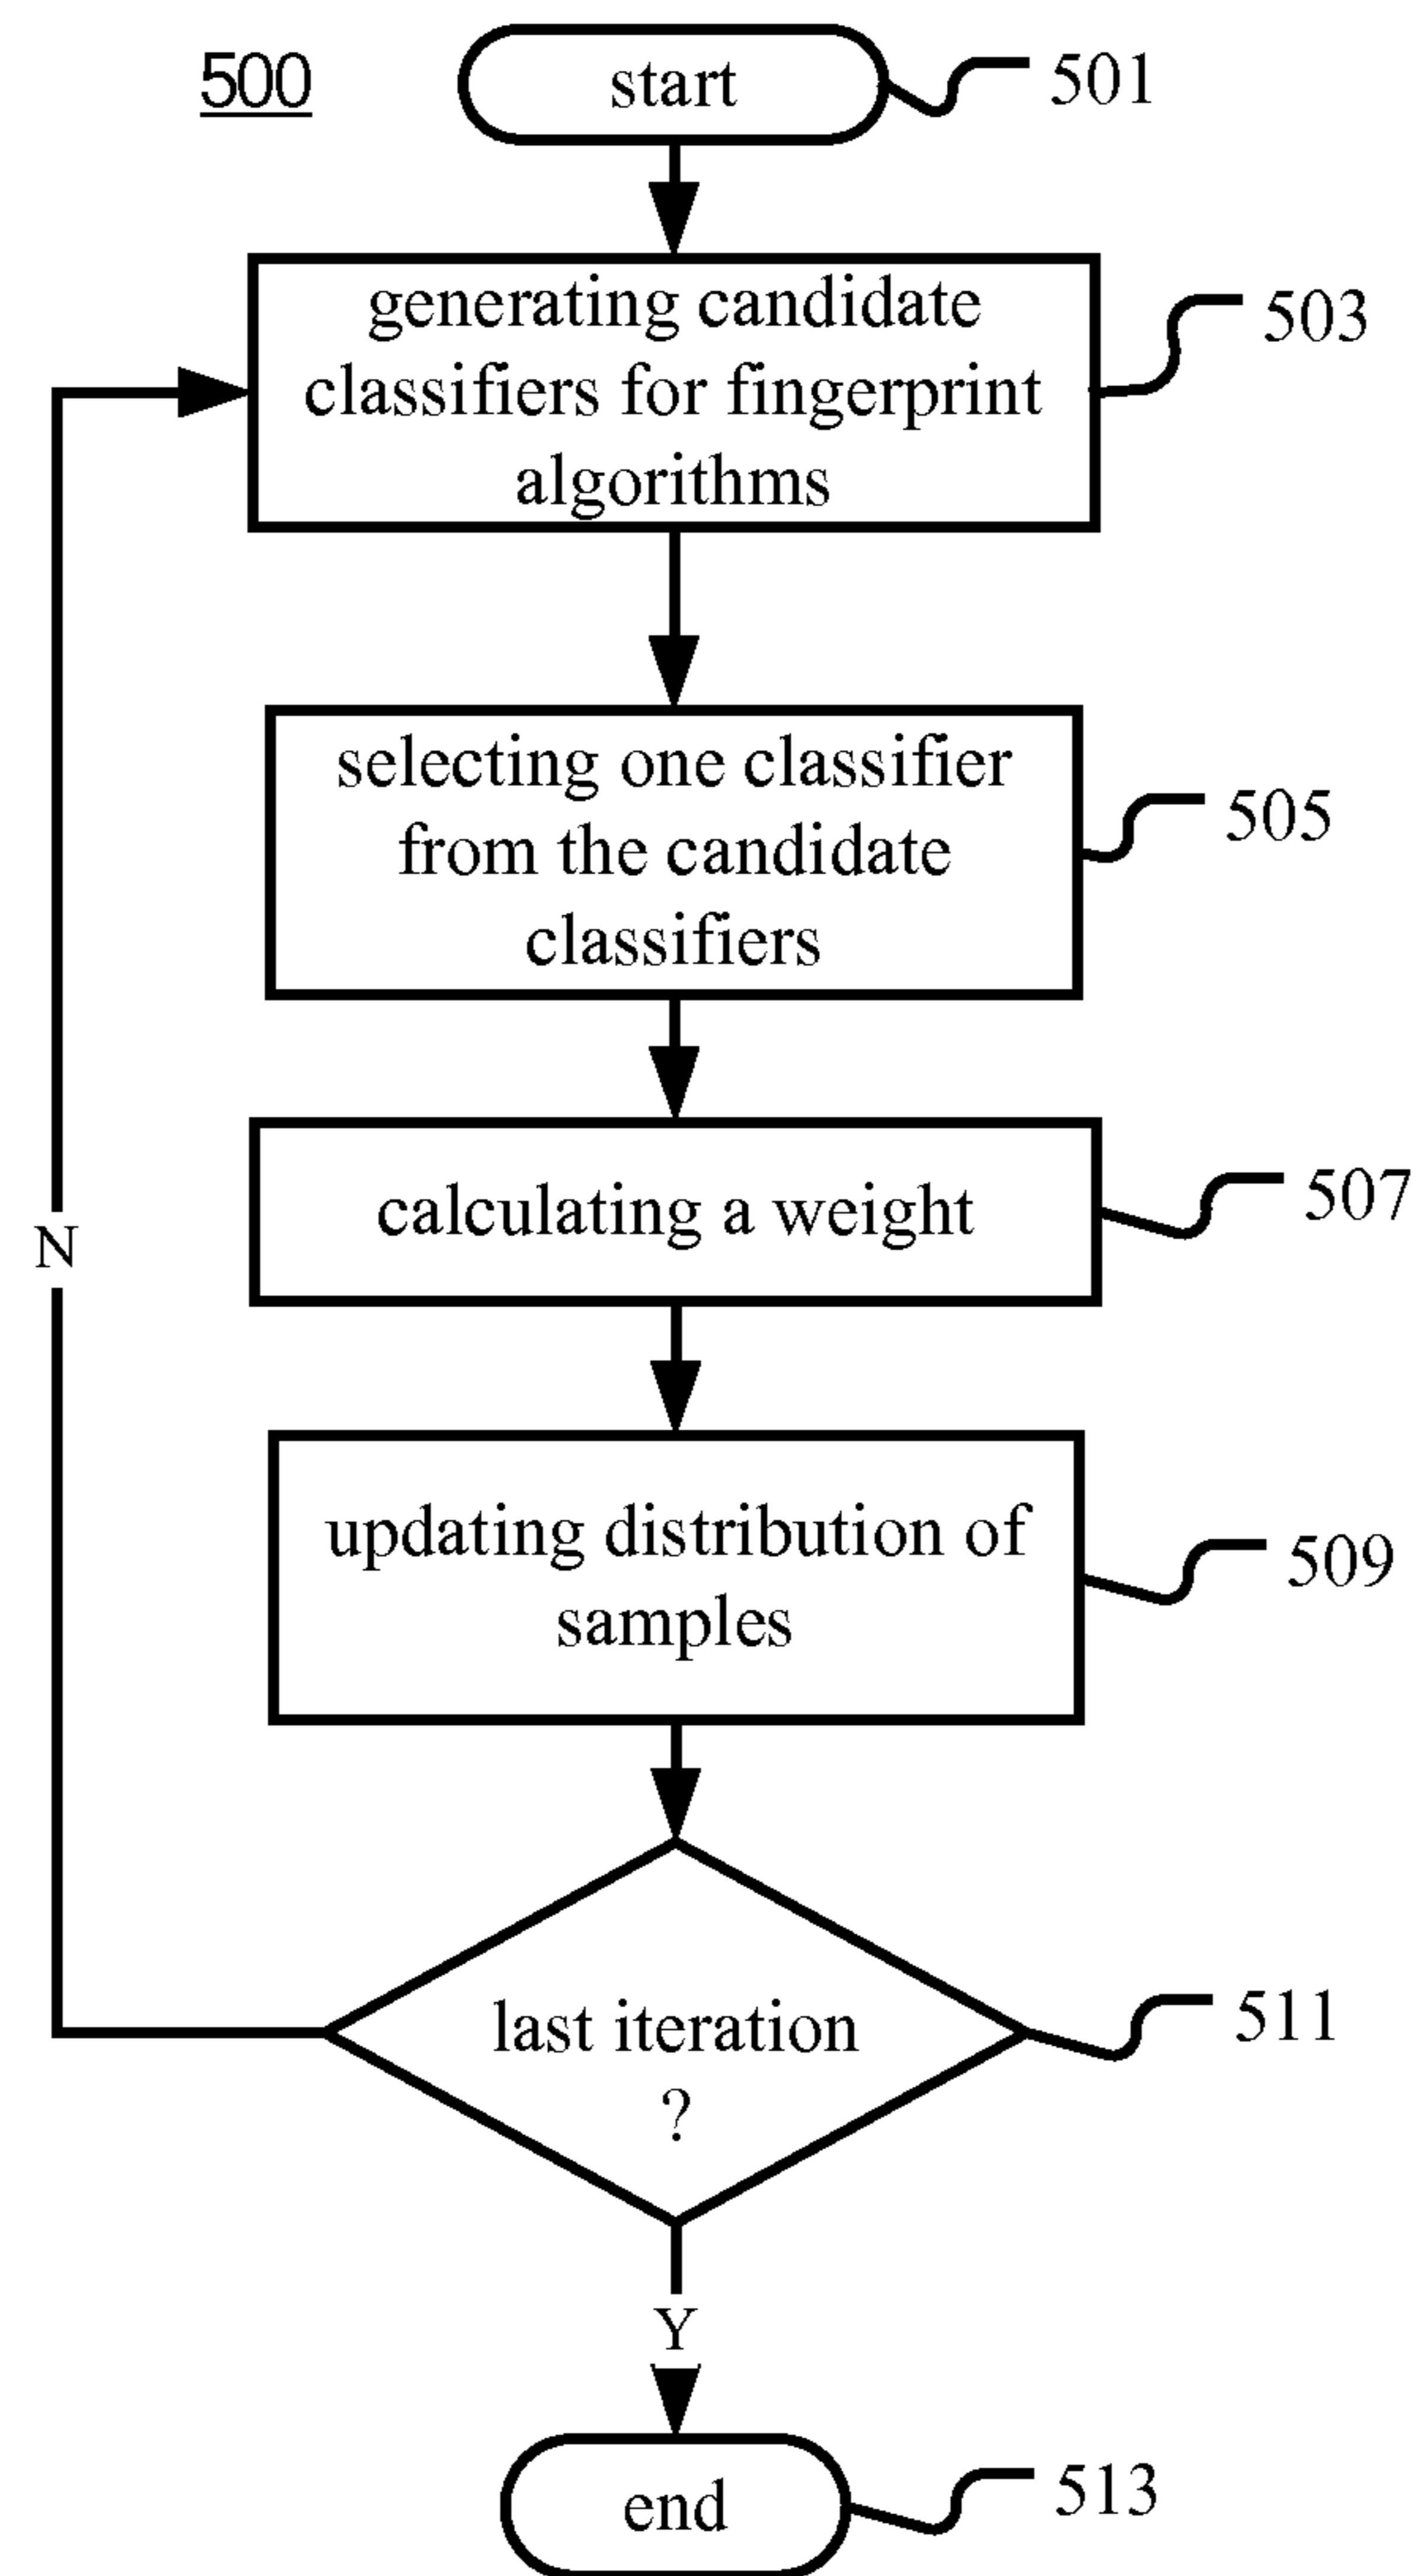 500
start
501
generating candidate
classifiers for fingerprint
algorithms
503
selecting one classifier
from the candidate
classifiers
505
calculating a weight
507
N
updating distribution of
samples
509
last iteration
?
511
Y
end
513